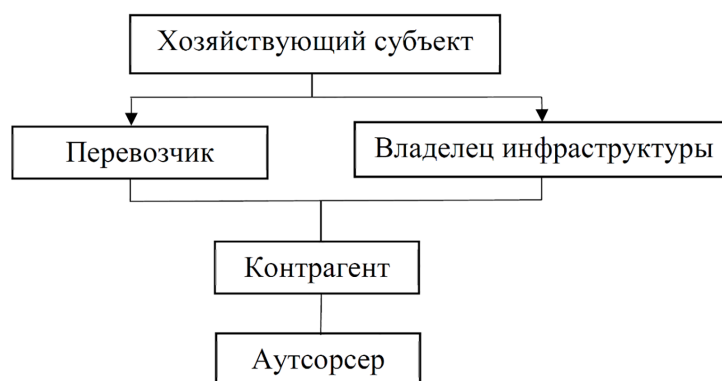 Хозяйствующий субъект
Перевозчик
Владелец инфраструктуры
Контрагент
Аутсорсер